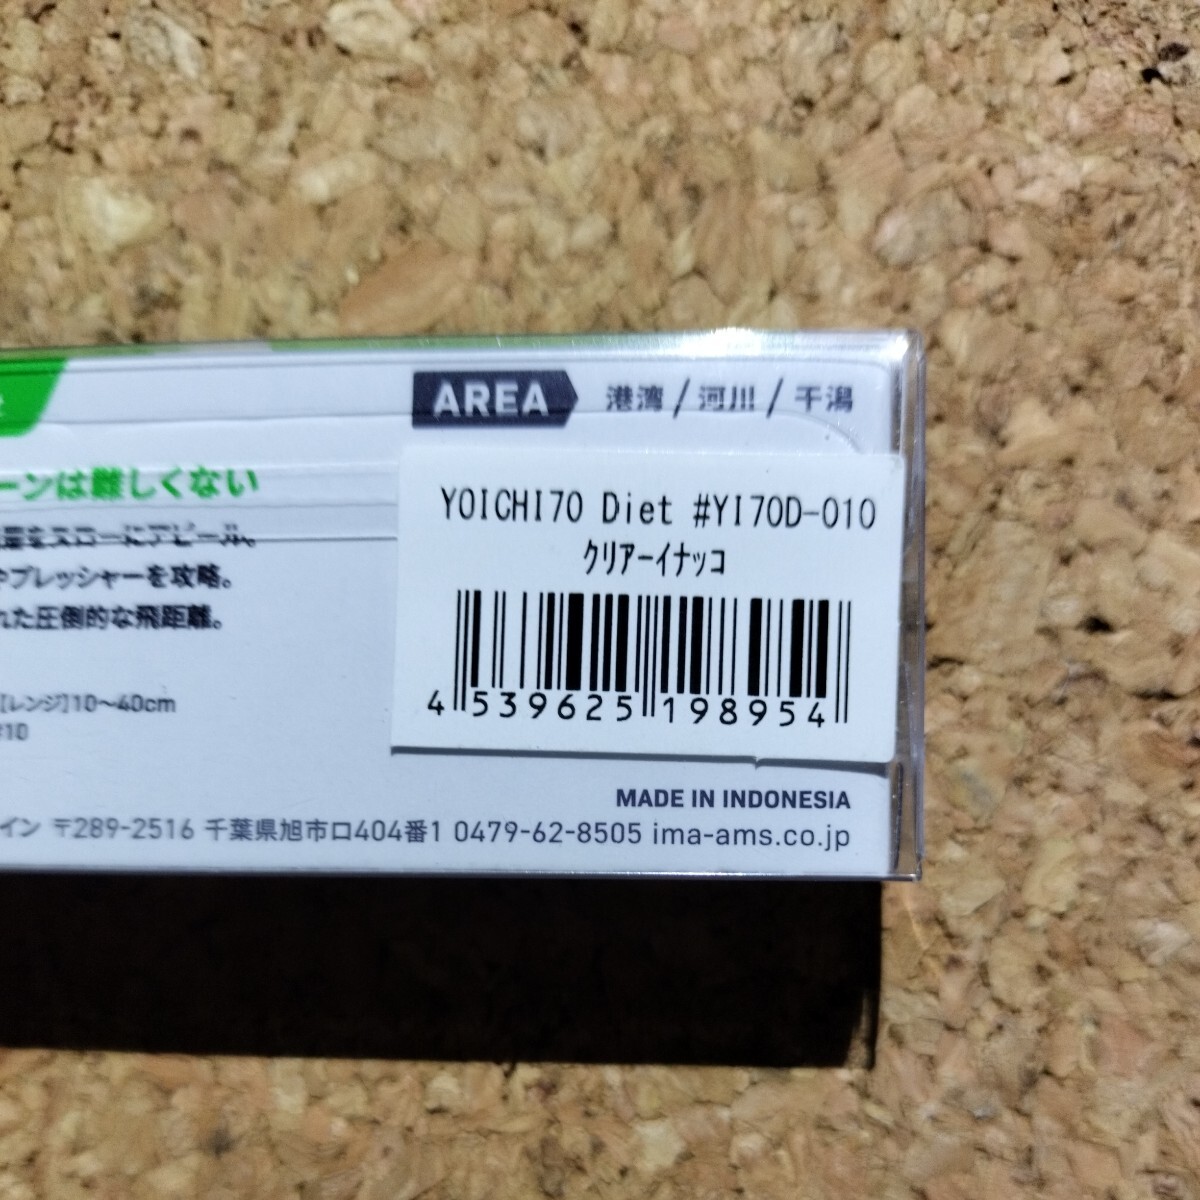 AREA 港湾 / 河川 / 干潟
ーンは難しくない
をスローにアピール。
やプレッシャーを攻略。
れた圧倒的な飛距離。
[レンジ]10〜40cm
#10
YOICHI70 Diet #YI70D-010
ｸﾘｱｰｲﾅｯｺ
4 539625 198954
MADE IN INDONESIA
イン 〒289-2516 千葉県旭市ロ404番1 0479-62-8505 ima-ams.co.jp